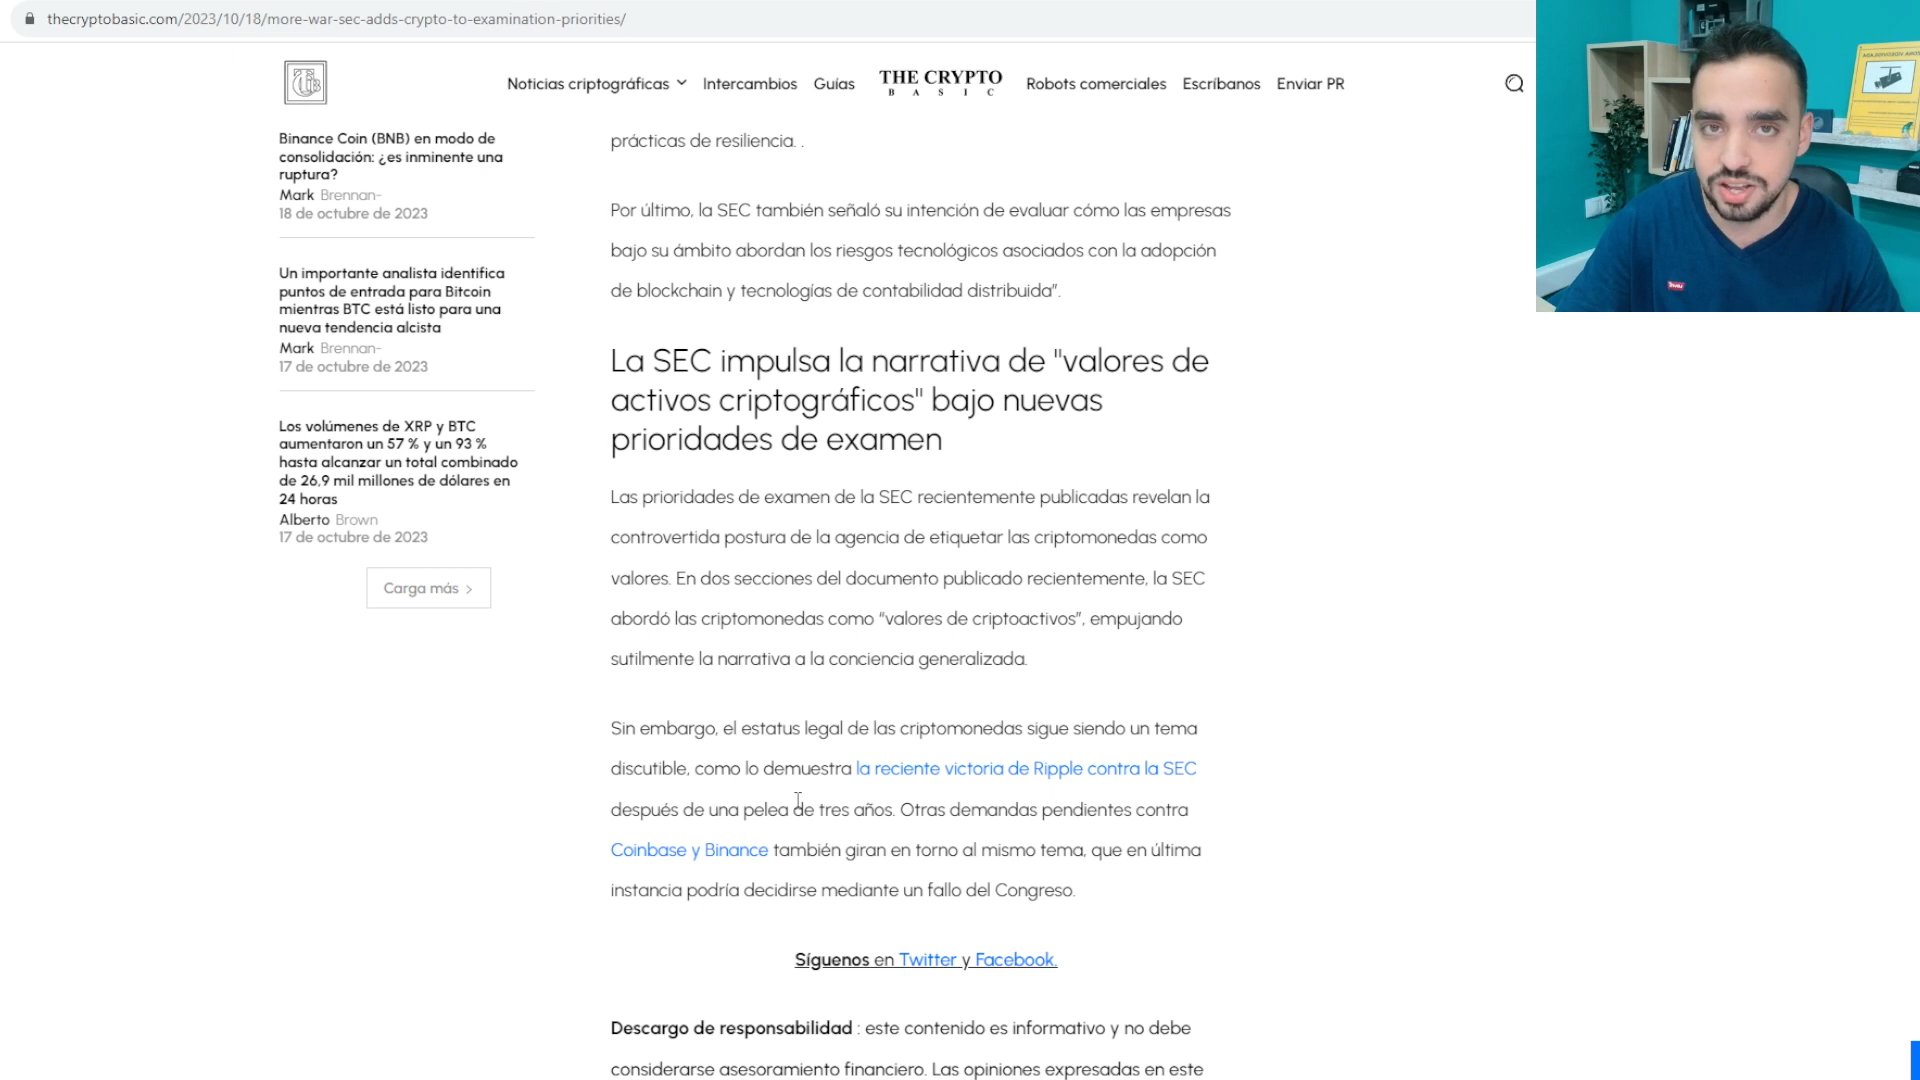 thecryptobasic.com/2023/10/18/more-war-sec-adds-crypto-to-examination-priorities/
Noticias criptográficas
Intercambios
Guías
THE CRYPTO
BASIC
Robots comerciales
Escríbanos
Enviar PR
Binance Coin (BNB) en modo de
consolidación: ¿es inminente una
ruptura?
Mark Brennan-
18 de octubre de 2023
Un importante analista identifica
puntos de entrada para Bitcoin
mientras BTC está listo para una
nueva tendencia alcista
Mark Brennan-
17 de octubre de 2023
Los volúmenes de XRP y BTC
aumentaron un 57 % y un 93 %
hasta alcanzar un total combinado
de 26,9 mil millones de dólares en
24 horas
Alberto Brown
17 de octubre de 2023
Carga más
prácticas de resiliencia. .
Por último, la SEC también señaló su intención de evaluar cómo las empresas
bajo su ámbito abordan los riesgos tecnológicos asociados con la adopción
de blockchain y tecnologías de contabilidad distribuida”.
La SEC impulsa la narrativa de "valores de
activos criptográficos" bajo nuevas
prioridades de examen
Las prioridades de examen de la SEC recientemente publicadas revelan la
controvertida postura de la agencia de etiquetar las criptomonedas como
valores. En dos secciones del documento publicado recientemente, la SEC
abordó las criptomonedas como “valores de criptoactivos”, empujando
sutilmente la narrativa a la conciencia generalizada.
Sin embargo, el estatus legal de las criptomonedas sigue siendo un tema
discutible, como lo demuestra la reciente victoria de Ripple contra la SEC
después de una pelea de tres años. Otras demandas pendientes contra
Coinbase y Binance también giran en torno al mismo tema, que en última
instancia podría decidirse mediante un fallo del Congreso.
Síguenos en Twitter y Facebook.
Descargo de responsabilidad : este contenido es informativo y no debe
considerarse asesoramiento financiero. Las opiniones expresadas en este